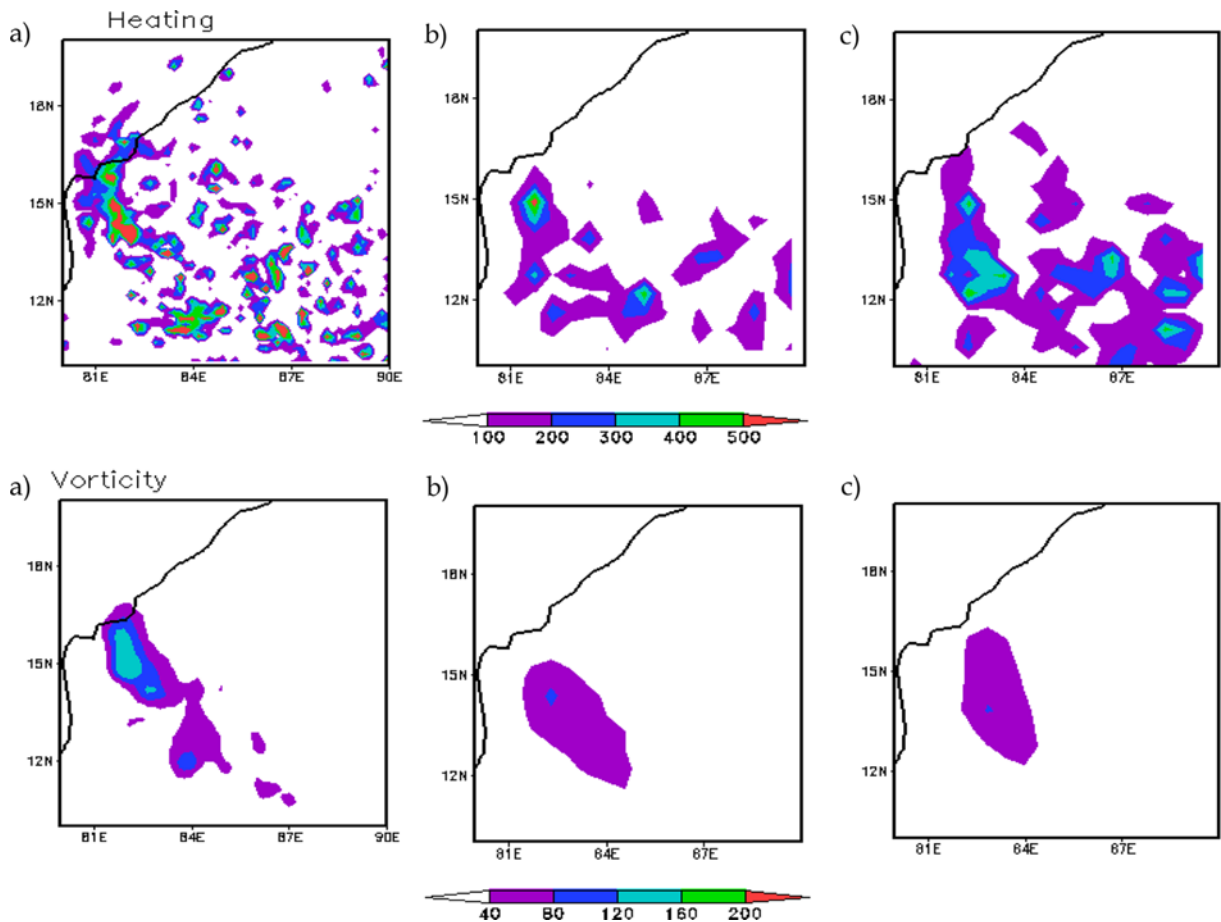 Heating
a) b) c)
18N 18N 18N
15N 15N 15N
12N 12N 12N
81E 84E 87E 90E 81E 84E 87E 81E 84E 87E
100 200 300 400 500
Vorticity
a) b) c)
18N 18N 18N
15N 15N 15N
12N 12N 12N
81E 84E 87E 90E 81E 84E 87E 81E 84E 87E
40 80 120 160 200